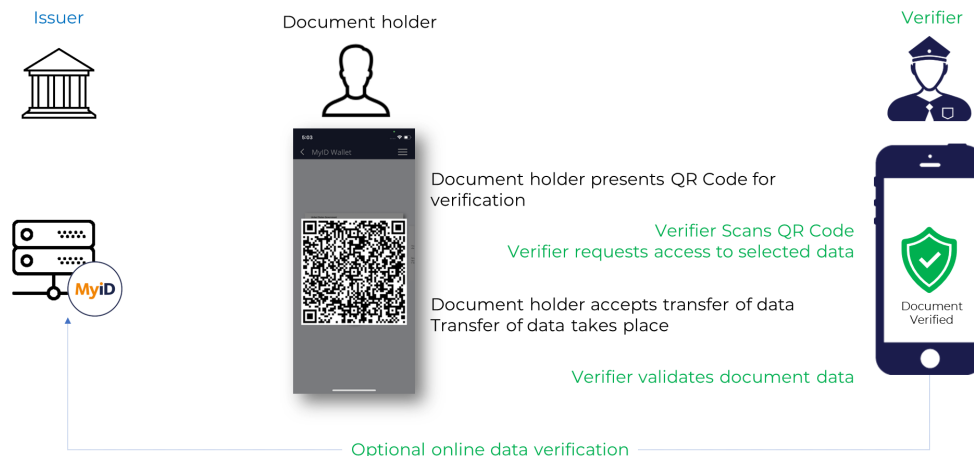 Issuer
Document holder
Verifier
5:03
MyID Wallet
Document holder presents QR Code for
verification
Verifier Scans QR Code
Verifier requests access to selected data
MyiD
Document holder accepts transfer of data
Transfer of data takes place
Document
Verified
Verifier validates document data
Optional online data verification